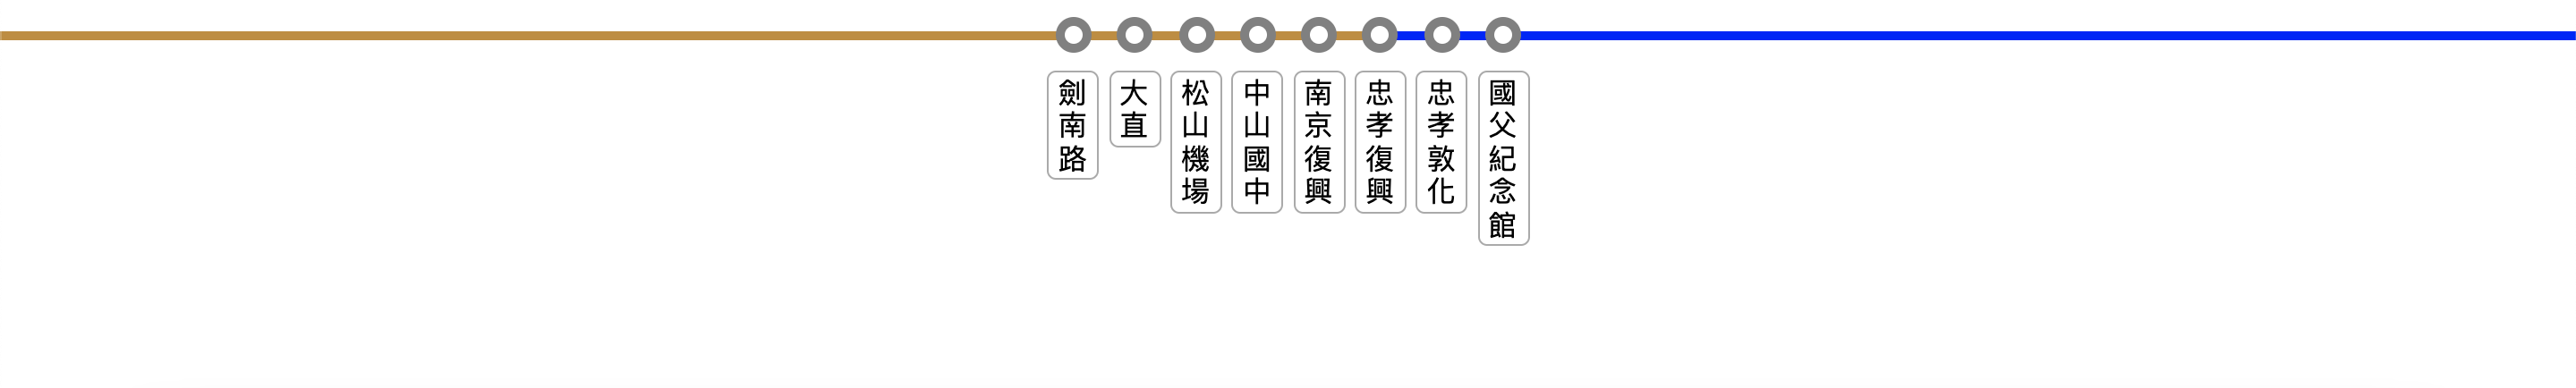 劍南路
大直
松山機場
中山國中
南京復興
忠孝復興
忠孝敦化
國父紀念館